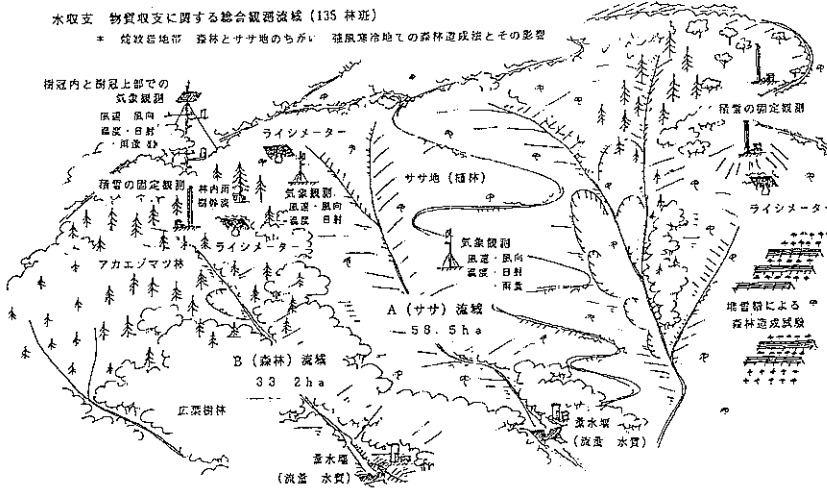 水収支 物質収支に関する総合観測流域(135林班)
* 蛇紋岩地帯 森林とササ地のちがい 強風寒冷地での森林造成法とその影響
樹冠内と樹冠上部での
気象観測
風速・風向
温度・日射
・雨量
ライシメーター
積雪の固定観測
林内雨
樹幹流
気象観測
風速・風向
温度・日射
ライシメーター
アカエゾマツ林
ササ地(植林)
気象観測
風速・風向
温度・日射
・雨量
積雪の固定観測
ライシメーター
堆雪柵による
森林造成試験
A(ササ)流域
58.5ha
B(森林)流域
33 2ha
広葉樹林
量水堰
(流量 水質)
量水堰
(流量 水質)